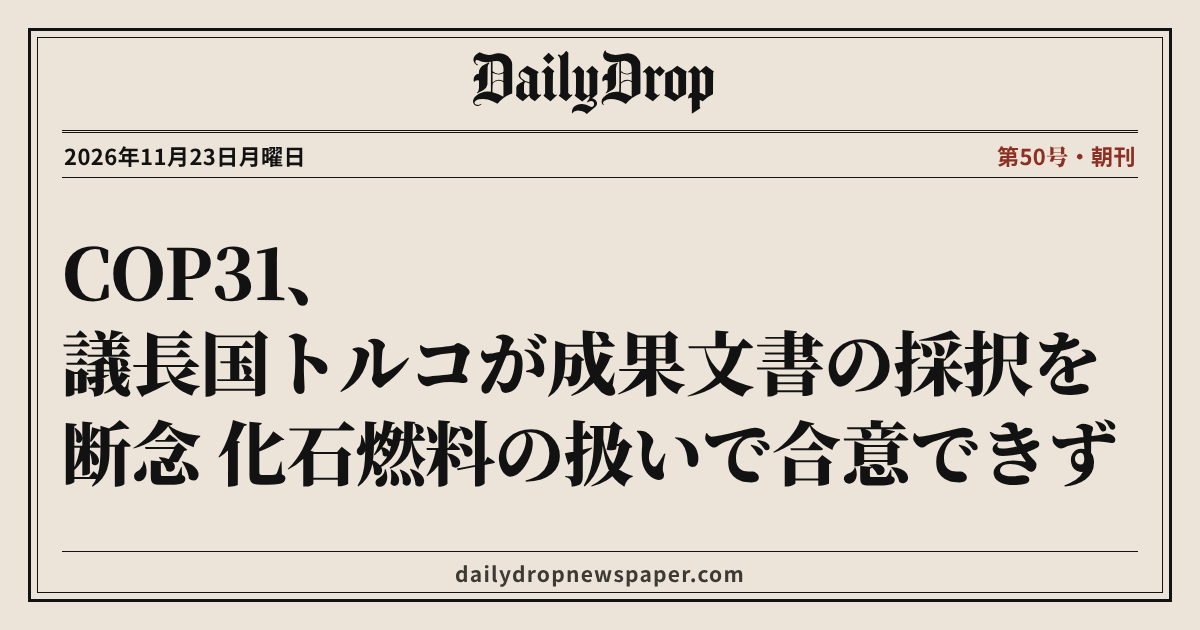 DailyDrop
2026年11月23日月曜日
第50号・朝刊
COP31、
議長国トルコが成果文書の採択を
断念 化石燃料の扱いで合意できず
dailydropnewspaper.com